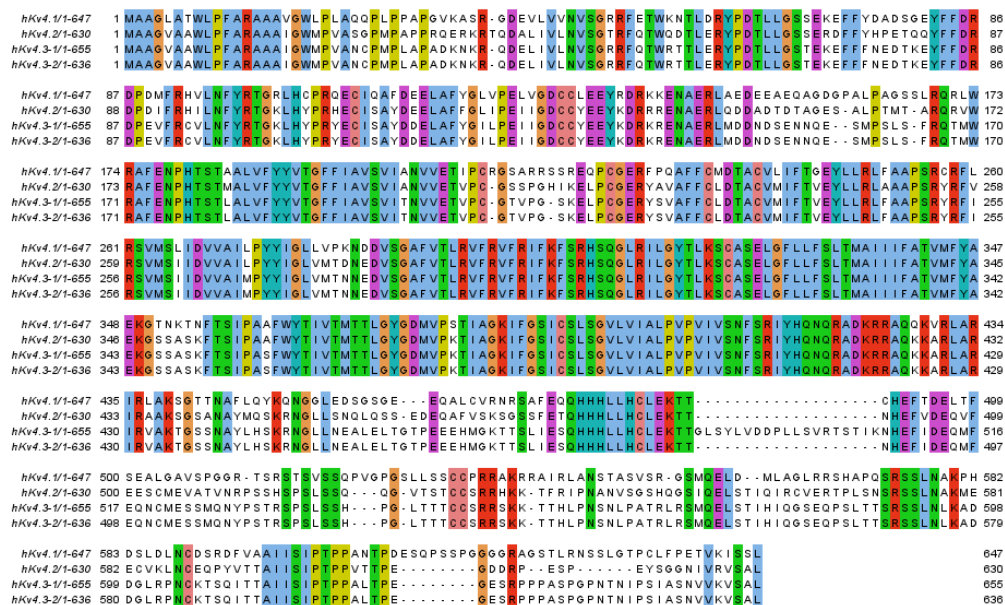 hKv4.1/1-647 1 MAAGLATWLPFARAAAVGWLPLAQQPLPPAPGVKASR-GDEVLVVNVSGRRFETWKNTLDRYPDTLLGSSEKEFFYDADSGEYFFDR 86
hKv4.2/1-630 1 MAAGVAAWLPFARAAAIGWMPVASGPMPAPPRQERKRTQDALIVLNVSGTRFQTWQDTLERYPDTLLGSSERDFFYHPETQQYFFDR 87
hKv4.3-1/1-655 1 MAAGVAAWLPFARAAAIGWMPVANCPMPLAPADKNKR-QDELIVLNVSGRRFQTWRTTLERYPDTLLGSTEKEFFFNEDTKEYFFDR 86
hKv4.3-2/1-636 1 MAAGVAAWLPFARAAAIGWMPVANCPMPLAPADKNKR-QDELIVLNVSGRRFQTWRTTLERYPDTLLGSTEKEFFFNEDTKEYFFDR 86
hKv4.1/1-647 87 DPDMFRHVLNFYRTGRLHCPRQECIQAFDEELAFYGLVPELVGDCCLEEYRDRKKENAERLAEDEEAEQAGDGPALPAGSSLRQRLW 173
hKv4.2/1-630 88 DPDIFRHILNFYRTGKLHYPRHECISAYDEELAFFGLIPEIIGDCCYEEYKDRRRENAERLQDDADTDTAGES-ALPTMT-ARQRVW 172
hKv4.3-1/1-655 87 DPEVFRCVLNFYRTGKLHYPRYECISAYDDELAFYGILPEIIGDCCYEEYKDRKRENAERLMDDNDSENNQE--SMPSLS-FRQTMW 170
hKv4.3-2/1-636 87 DPEVFRCVLNFYRTGKLHYPRYECISAYDDELAFYGILPEIIGDCCYEEYKDRKRENAERLMDDNDSENNQE--SMPSLS-FRQTMW 170
hKv4.1/1-647 174 RAFENPHTSTAALVFYYVTGFFIAVSVIANVVETIPCRGSARRSSREQPCGERFPQAFFCMDTACVLIFTGEYLLRLFAAPSRCRFL 260
hKv4.2/1-630 173 RAFENPHTSTMALVFYYVTGFFIAVSVIANVVETVPC-GSSPGHIKELPCGERYAVAFFCLDTACVMIFTVEYLLRLAAAPSRYRFV 258
hKv4.3-1/1-655 171 RAFENPHTSTLALVFYYVTGFFIAVSVITNVVETVPC-GTVPG-SKELPCGERYSVAFFCLDTACVMIFTVEYLLRLFAAPSRYRFI 255
hKv4.3-2/1-636 171 RAFENPHTSTLALVFYYVTGFFIAVSVITNVVETVPC-GTVPG-SKELPCGERYSVAFFCLDTACVMIFTVEYLLRLFAAPSRYRFI 255
hKv4.1/1-647 261 RSVMSLIDVVAILPYYIGLLVPKNDDVSGAFVTLRVFRVFRIFKFSRHSQGLRILGYTLKSCASELGFLLFSLTMAIIIFATVMFYA 347
hKv4.2/1-630 259 RSVMSIIDVVAILPYYIGLVMTDNEDVSGAFVTLRVFRVFRIFKFSRHSQGLRILGYTLKSCASELGFLLFSLTMAIIIFATVMFYA 345
hKv4.3-1/1-655 256 RSVMSIIDVVAIMPYYIGLVMTNNEDVSGAFVTLRVFRVFRIFKFSRHSQGLRILGYTLKSCASELGFLLFSLTMAIIIFATVMFYA 342
hKv4.3-2/1-636 256 RSVMSIIDVVAIMPYYIGLVMTNNEDVSGAFVTLRVFRVFRIFKFSRHSQGLRILGYTLKSCASELGFLLFSLTMAIIIFATVMFYA 342
hKv4.1/1-647 348 EKGTNKTNFTSIPAAFWYTIVTMTTLGYGDMVPSTIAGKIFGSICSLSGVLVIALPVPVIVSNFSRIYHQNQRADKRRAQQKVRLAR 434
hKv4.2/1-630 346 EKGSSASKFTSIPAAFWYTIVTMTTLGYGDMVPKTIAGKIFGSICSLSGVLVIALPVPVIVSNFSRIYHQNQRADKRRAQKKARLAR 432
hKv4.3-1/1-655 343 EKGSSASKFTSIPASFWYTIVTMTTLGYGDMVPKTIAGKIFGSICSLSGVLVIALPVPVIVSNFSRIYHQNQRADKRRAQKKARLAR 429
hKv4.3-2/1-636 343 EKGSSASKFTSIPASFWYTIVTMTTLGYGDMVPKTIAGKIFGSICSLSGVLVIALPVPVIVSNFSRIYHQNQRADKRRAQKKARLAR 429
hKv4.1/1-647 435 IRLAKSGTTNAFLQYKQNGGLEDSGSGE--EQALCVRNRSAFEQQHHHLLHCLEKTT-------------------CHEFTDELTF 499
hKv4.2/1-630 433 IRAAKSGSANAYMQSKRNGLLSNQLQSS-EDEQAFVSKSGSSFETQHHHLLHCLEKTT-------------------NHEFVDEQVF 499
hKv4.3-1/1-655 430 IRVAKTGSSNAYLHSKRNGLLNEALELTGTPEEEHMGKTTSLIESQHHHLLHCLEKTTGLSYLVDDPLLSVRTSTIKNHEFIDEQMF 516
hKv4.3-2/1-636 430 IRVAKTGSSNAYLHSKRNGLLNEALELTGTPEEEHMGKTTSLIESQHHHLLHCLEKTT-------------------NHEFIDEQMF 497
hKv4.1/1-647 500 SEALGAVSPGGR-TSRSTSVSSQPVGPGSLLSSCCPRRAKRRAIRLANSTASVSR-GSMQELD--MLAGLRRSHAPQSRSSLNAKPH 582
hKv4.2/1-630 500 EESCMEVATVNRPSSHSPSLSSQ---QG-VTSTCCSRRHKK-TFRIPNANVSGSHQGSIQELSTIQIRCVERTPLSNSRSSLNAKME 581
hKv4.3-1/1-655 517 EQNCMESSMQNYPSTRSPSLSSH---PG-LTTTCCSRRSKK-TTHLPNSNLPATRLRSMQELSTIHIQGSEQPSLTTSRSSLNLKAD 598
hKv4.3-2/1-636 498 EQNCMESSMQNYPSTRSPSLSSH---PG-LTTTCCSRRSKK-TTHLPNSNLPATRLRSMQELSTIHIQGSEQPSLTTSRSSLNLKAD 579
hKv4.1/1-647 583 DSLDLNCDSRDFVAAIISIPTPPANTPDESQPSSPGGGGRAGSTLRNSSLGTPCLFPETVKISSL 647
hKv4.2/1-630 582 ECVKLNCEQPYVTTAIISIPTPPVTTPE--------GDDRP--ESP----EYSGGNIVRVSAL 630
hKv4.3-1/1-655 599 DGLRPNCKTSQITTAIISIPTPPALTPE--------GESRPPPASPGPNTNIPSIASNVVKVSAL 655
hKv4.3-2/1-636 580 DGLRPNCKTSQITTAIISIPTPPALTPE--------GESRPPPASPGPNTNIPSIASNVVKVSAL 636